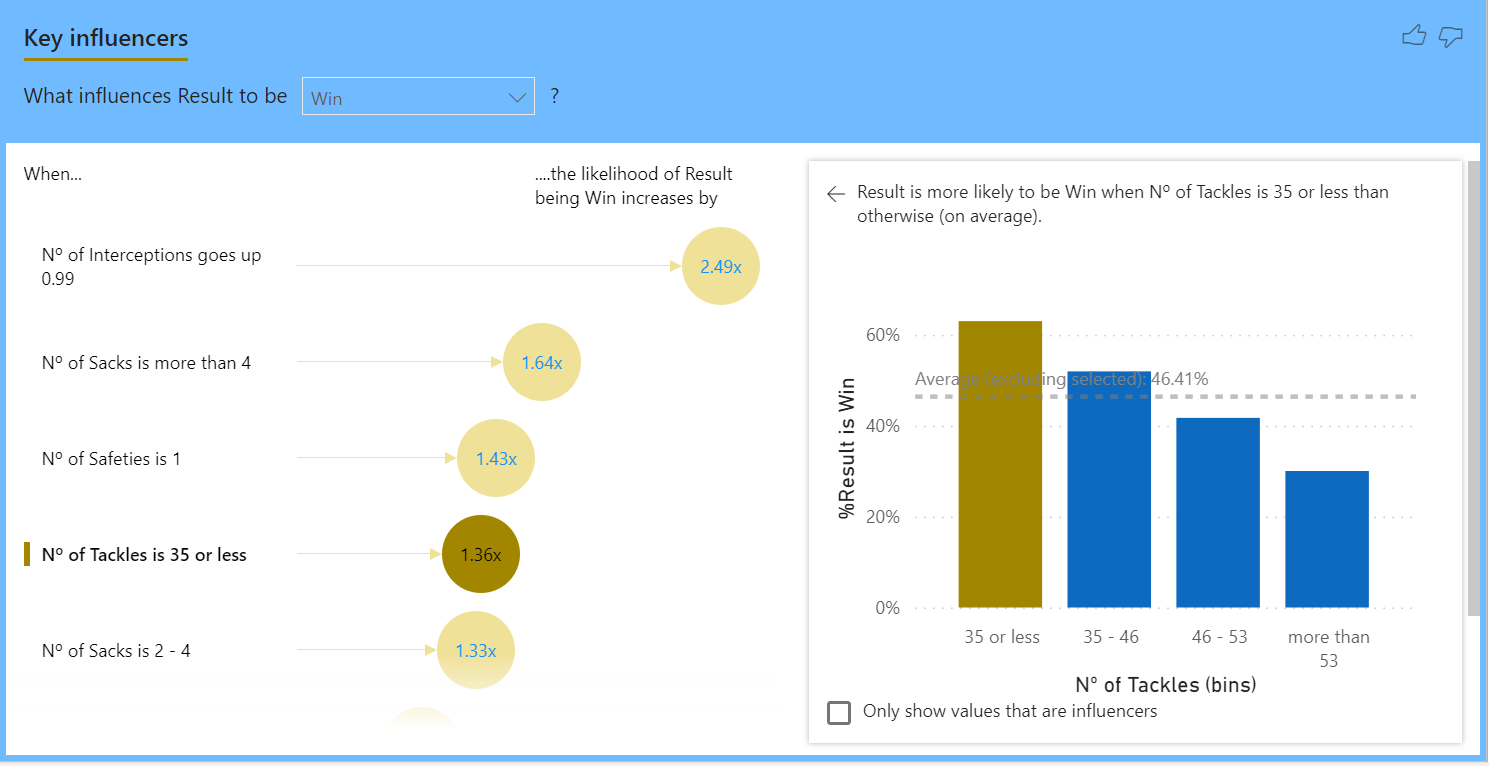 Key influencers
What influences Result to be Win ?
When...
....the likelihood of Result
being Win increases by
Nº of Interceptions goes up
0.99
2.49x
Nº of Sacks is more than 4
1.64x
Nº of Safeties is 1
1.43x
Nº of Tackles is 35 or less
1.36x
Nº of Sacks is 2 - 4
1.33x
Result is more likely to be Win when Nº of Tackles is 35 or less than
otherwise (on average).
%Result is Win
60%
Average (excluding selected): 46.41%
40%
20%
0%
35 or less
35 - 46
46 - 53
more than
53
Nº of Tackles (bins)
Only show values that are influencers